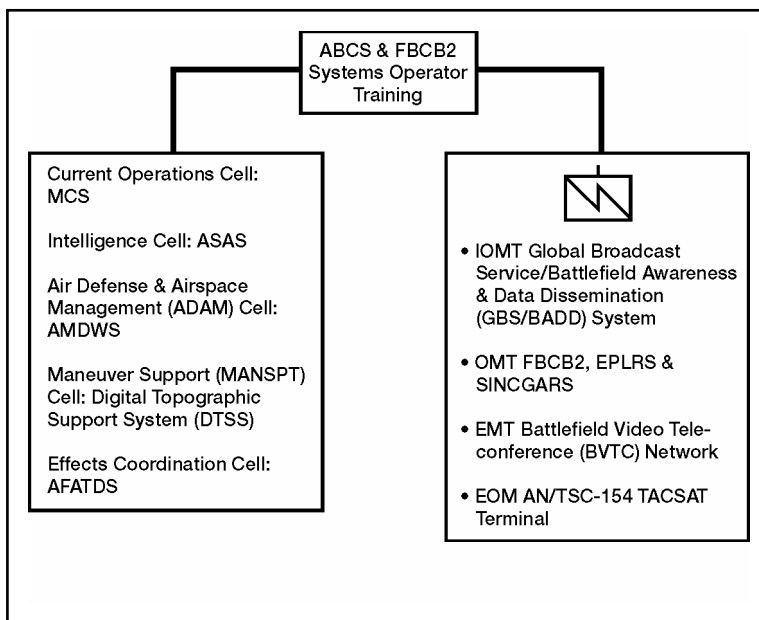 ABCS & FBCB2
Systems Operator
Training
Current Operations Cell:
MCS
Intelligence Cell: ASAS
Air Defense & Airspace
Management (ADAM) Cell:
AMDWS
Maneuver Support (MANSPT)
Cell: Digital Topographic
Support System (DTSS)
Effects Coordination Cell:
AFATDS
• IOMT Global Broadcast
Service/Battlefield Awareness
& Data Dissemination
(GBS/BADD) System
• OMT FBCB2, EPLRS &
SINCGARS
• EMT Battlefield Video Tele-
conference (BVTC) Network
• EOM AN/TSC-154 TACSAT
Terminal